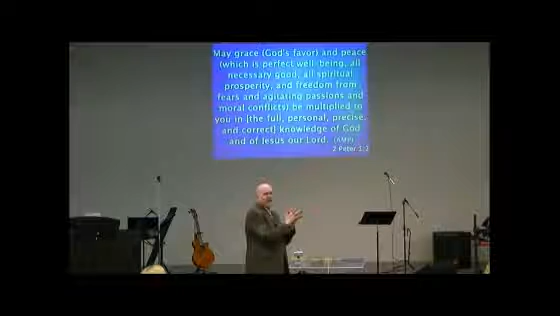 May grace (God's favor) and peace
(which is perfect well-being, all
necessary good, all spiritual
prosperity, and freedom from
fears and agitating passions and
moral conflicts) be multiplied to
you in [the full, personal, precise,
and correct] knowledge of God
and of Jesus our Lord. (AMP)
2 Peter 1:2